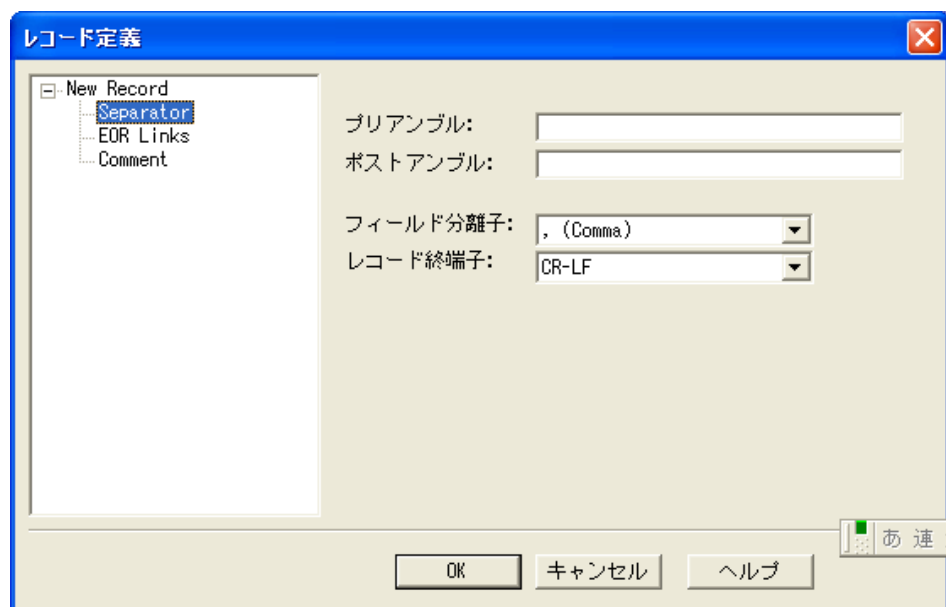 レコード定義
New Record
Separator
EOR Links
Comment
プリアンブル:
ポストアンブル:
フィールド分離子: , (Comma)
レコード終端子: CR-LF
あ 連
OK キャンセル ヘルプ